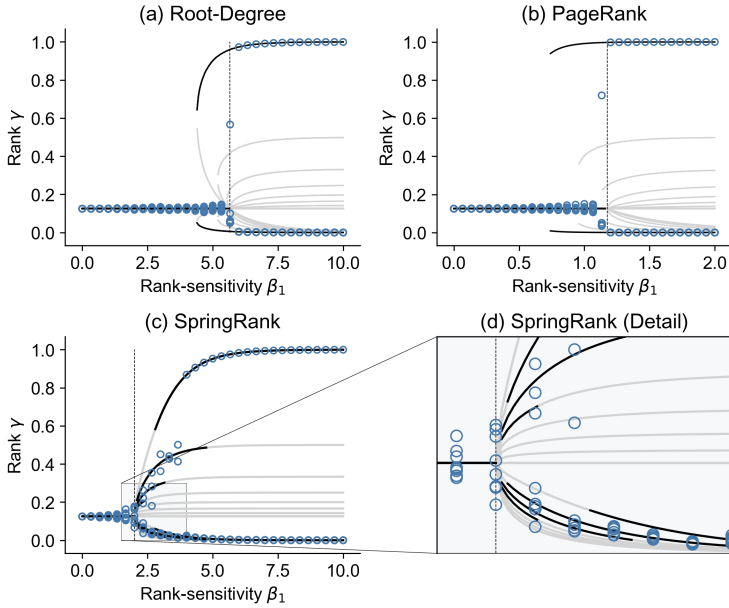 (a) Root-Degree
(b) PageRank
1.0
0.8
0.6
0.4
0.2
0.0
Rank γ
0.0 2.5 5.0 7.5 10.0
Rank-sensitivity β₁
1.0
0.8
0.6
0.4
0.2
0.0
Rank γ
0.0 0.5 1.0 1.5 2.0
Rank-sensitivity β₁
(c) SpringRank
(d) SpringRank (Detail)
1.0
0.8
0.6
0.4
0.2
0.0
Rank γ
0.0 2.5 5.0 7.5 10.0
Rank-sensitivity β₁